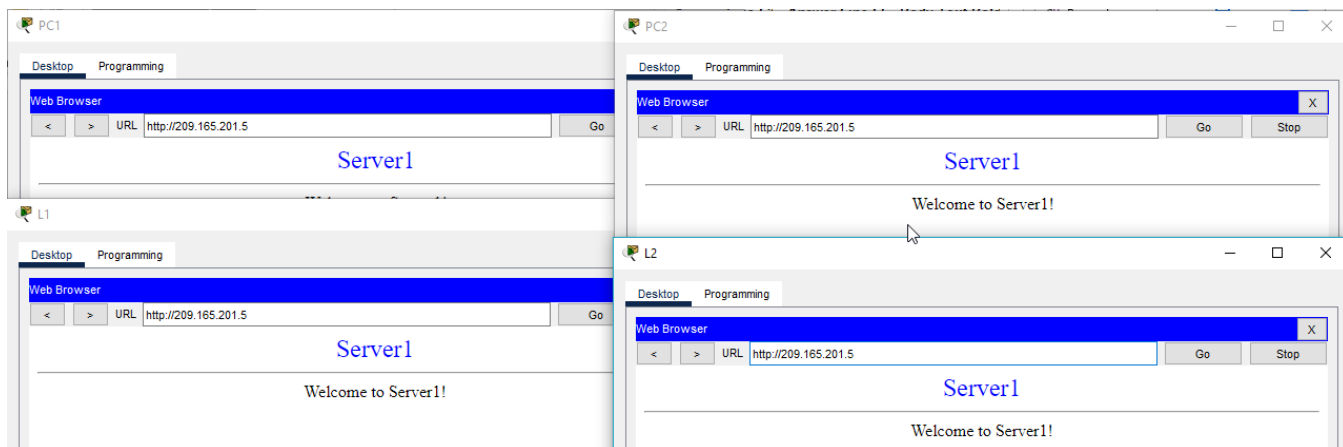 PC1
Desktop Programming
Web Browser
< > URL http://209.165.201.5 Go
Server1
PC2
Desktop Programming
Web Browser X
< > URL http://209.165.201.5 Go Stop
Server1
Welcome to Server1!
L1
Desktop Programming
Web Browser
< > URL http://209.165.201.5 Go
Server1
Welcome to Server1!
L2
Desktop Programming
Web Browser X
< > URL http://209.165.201.5 Go Stop
Server1
Welcome to Server1!